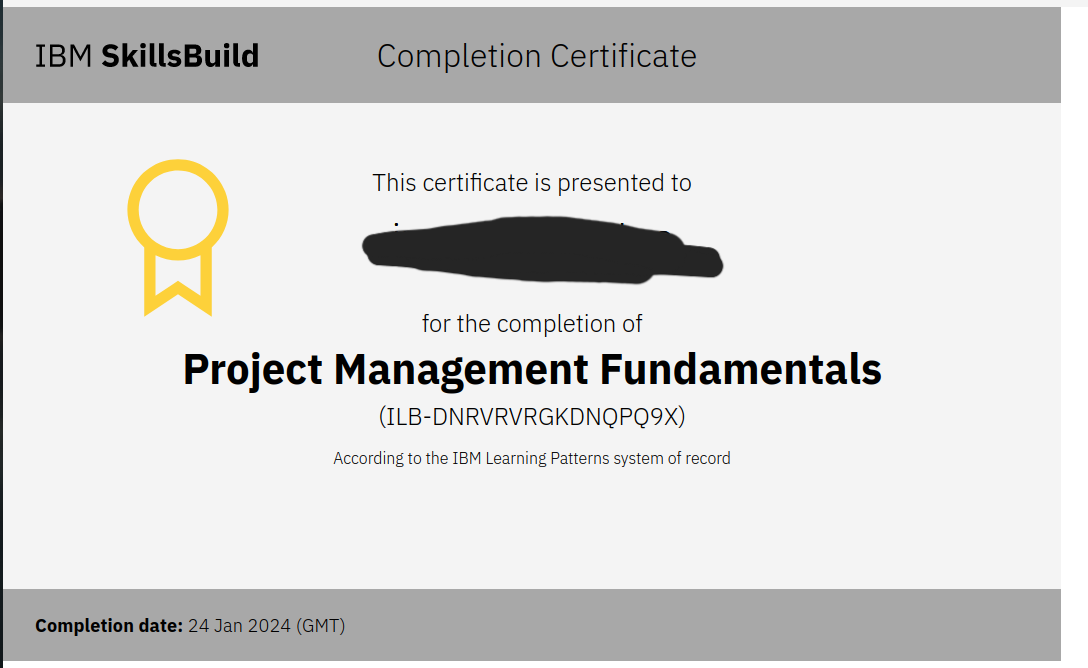 IBM SkillsBuild
Completion Certificate
This certificate is presented to
for the completion of
Project Management Fundamentals
(ILB-DNRVRVRGKDNQPQ9X)
According to the IBM Learning Patterns system of record
Completion date: 24 Jan 2024 (GMT)